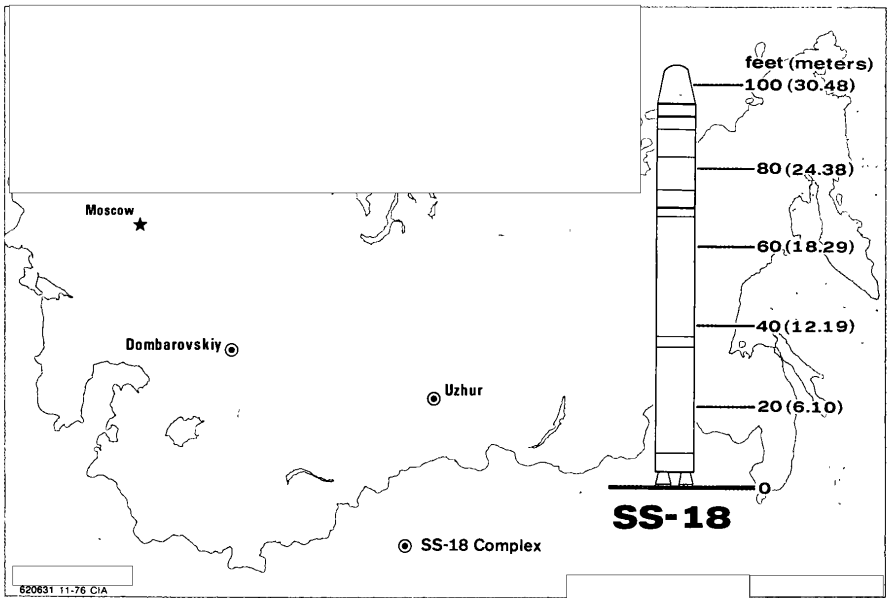 feet (meters)
100 (30.48)
80 (24.38)
60 (18.29)
40 (12.19)
20 (6.10)
0
SS-18
Moscow
Dombarovskiy
Uzhur
SS-18 Complex
620631 11-76 CIA